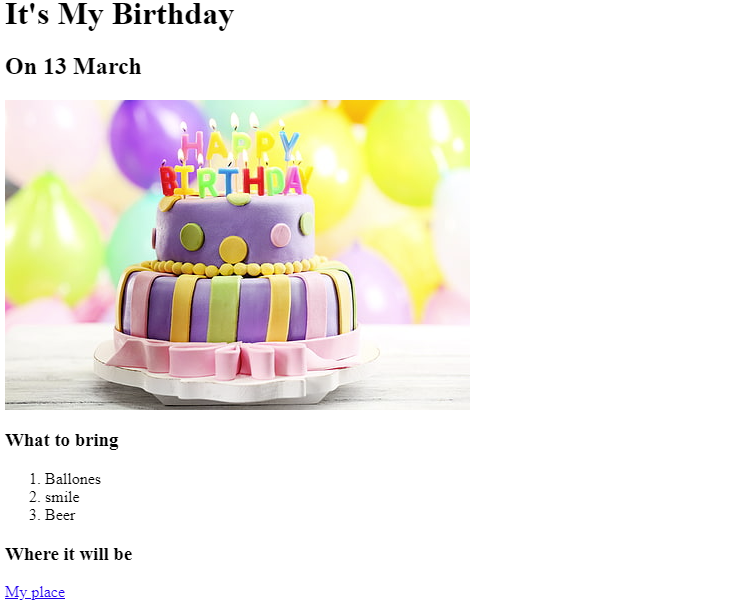 It's My Birthday
On 13 March
HAPPY
BIRTHDAY
What to bring
1. Ballones
2. smile
3. Beer
Where it will be
My place